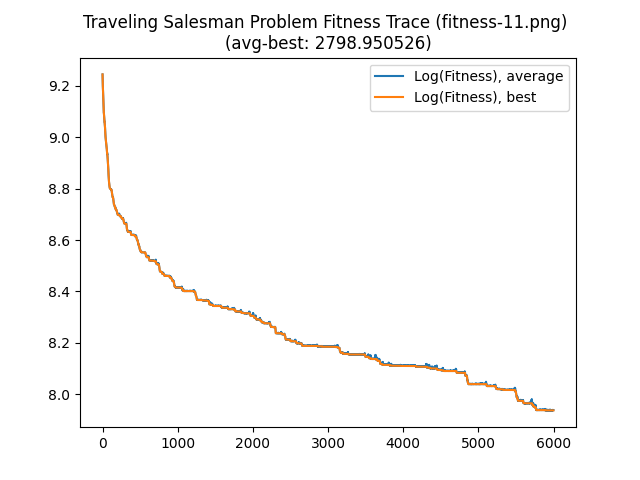 Traveling Salesman Problem Fitness Trace (fitness-11.png)
(avg-best: 2798.950526)
Log(Fitness), average
Log(Fitness), best
9.2
9.0
8.8
8.6
8.4
8.2
8.0
0 1000 2000 3000 4000 5000 6000